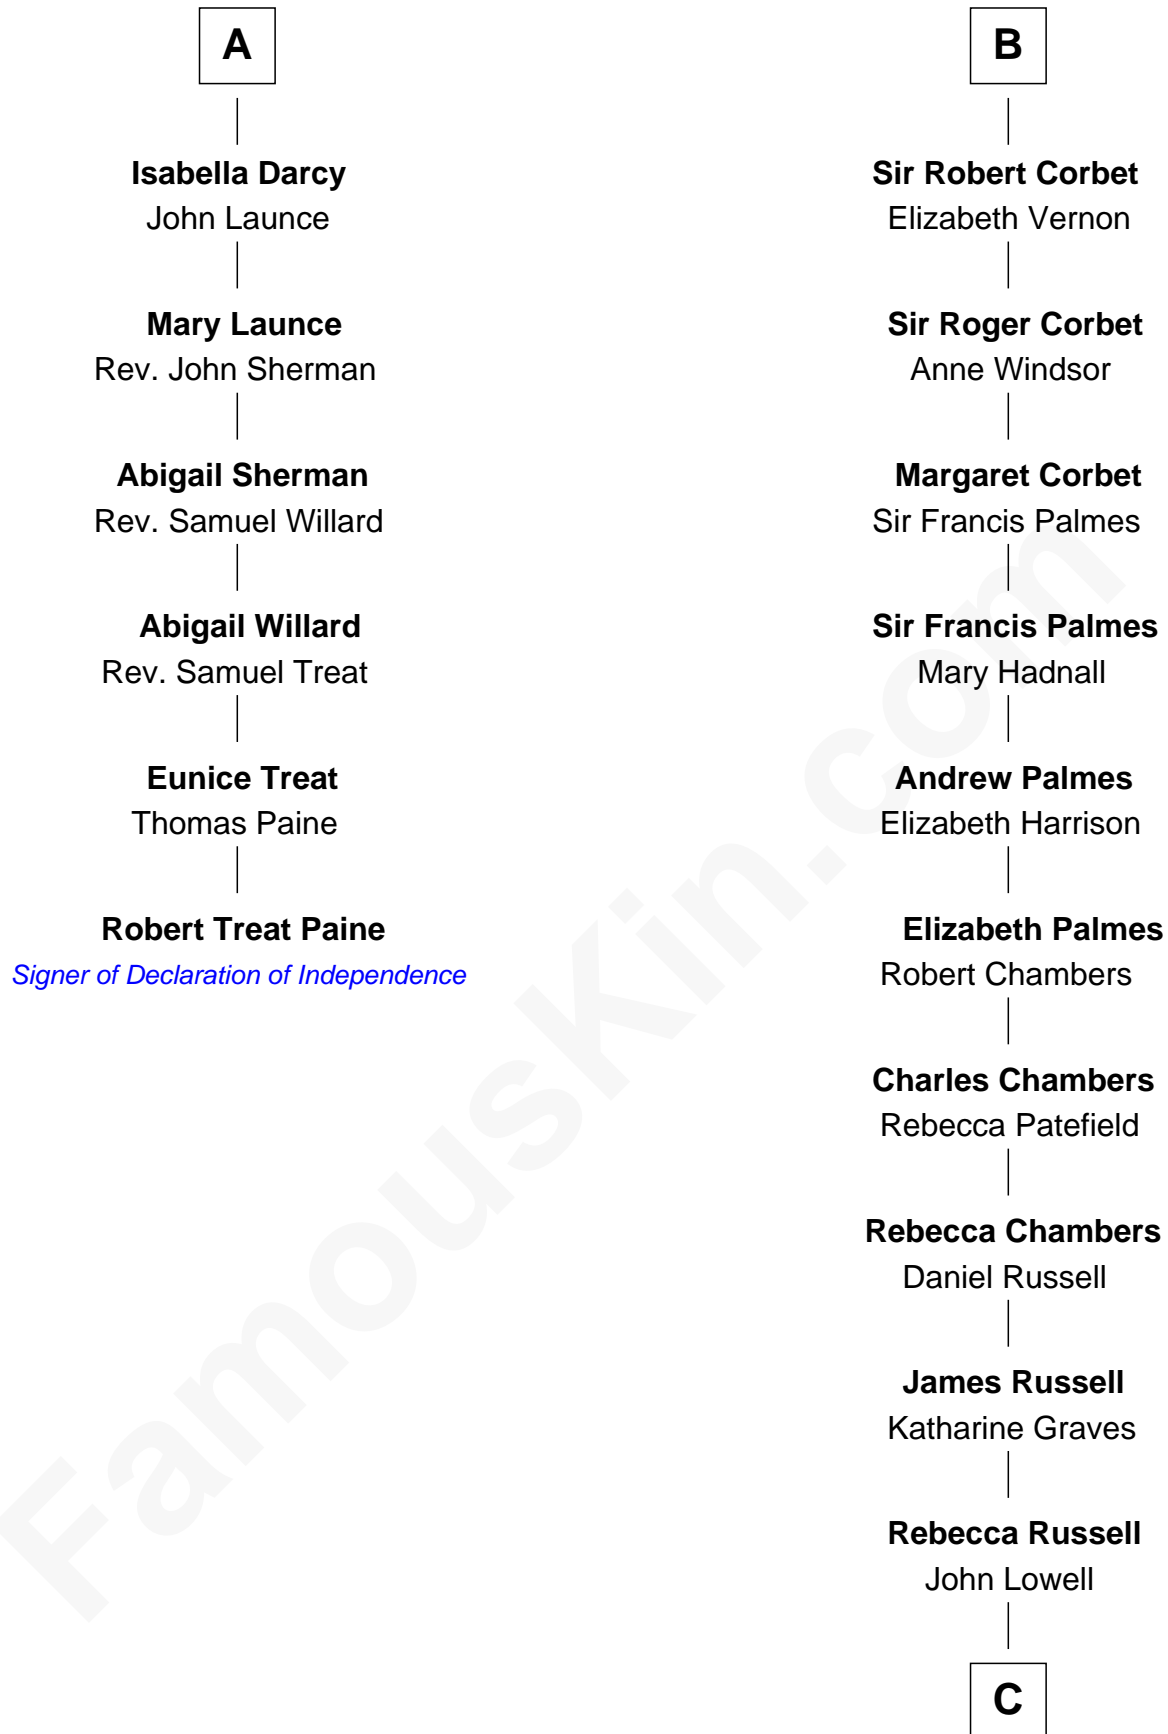 A
Isabella Darcy
John Launce
Mary Launce
Rev. John Sherman
Abigail Sherman
Rev. Samuel Willard
Abigail Willard
Rev. Samuel Treat
Eunice Treat
Thomas Paine
Robert Treat Paine
Signer of Declaration of Independence
B
Sir Robert Corbet
Elizabeth Vernon
Sir Roger Corbet
Anne Windsor
Margaret Corbet
Sir Francis Palmes
Sir Francis Palmes
Mary Hadnall
Andrew Palmes
Elizabeth Harrison
Elizabeth Palmes
Robert Chambers
Charles Chambers
Rebecca Patefield
Rebecca Chambers
Daniel Russell
James Russell
Katharine Graves
Rebecca Russell
John Lowell
C
FamousKin.com